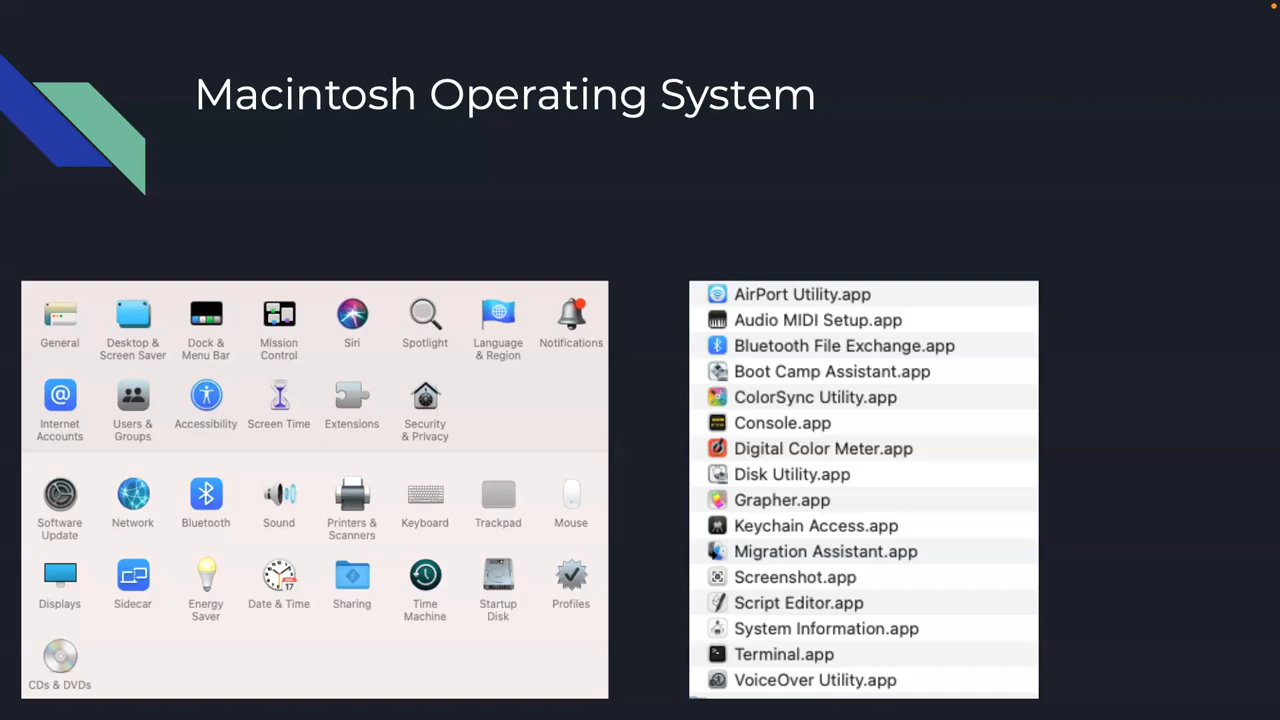 Macintosh Operating System
General
Desktop &
Screen Saver
Dock &
Menu Bar
Mission
Control
Siri
Spotlight
Language
& Region
Notifications
Internet
Accounts
Users &
Groups
Accessibility
Screen Time
Extensions
Security
& Privacy
Software
Update
Network
Bluetooth
Sound
Printers &
Scanners
Keyboard
Trackpad
Mouse
Displays
Sidecar
Energy
Saver
Date & Time
Sharing
Time
Machine
Startup
Disk
Profiles
CDs & DVDs
AirPort Utility.app
Audio MIDI Setup.app
Bluetooth File Exchange.app
Boot Camp Assistant.app
ColorSync Utility.app
Console.app
Digital Color Meter.app
Disk Utility.app
Grapher.app
Keychain Access.app
Migration Assistant.app
Screenshot.app
Script Editor.app
System Information.app
Terminal.app
VoiceOver Utility.app